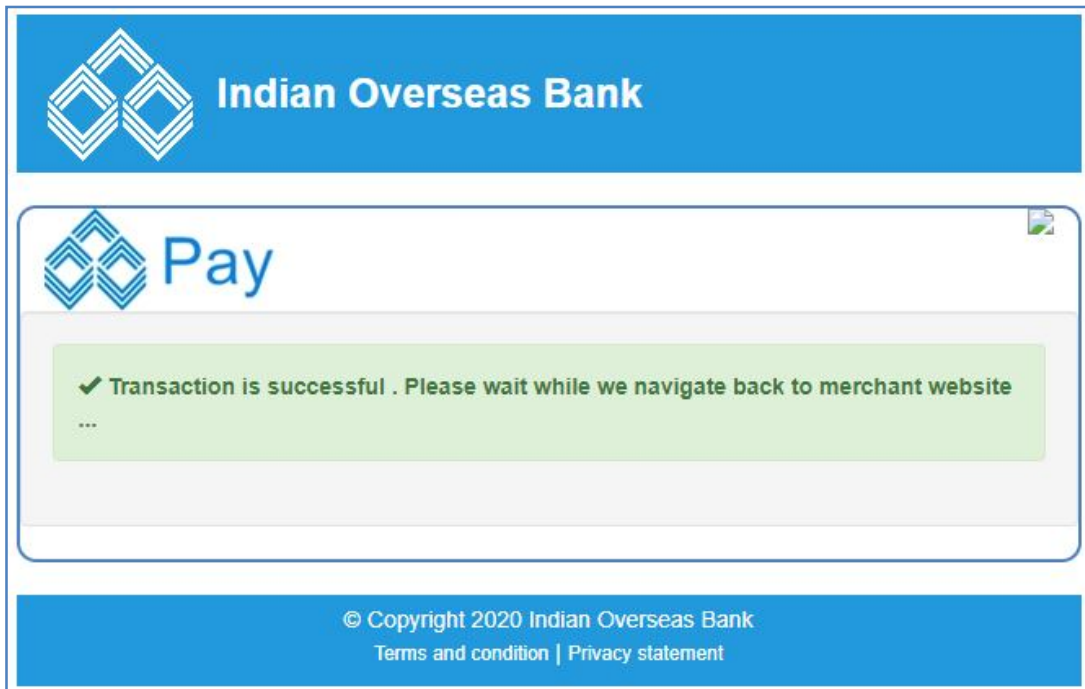 Indian Overseas Bank
Pay
✔ Transaction is successful . Please wait while we navigate back to merchant website
...
© Copyright 2020 Indian Overseas Bank
Terms and condition | Privacy statement